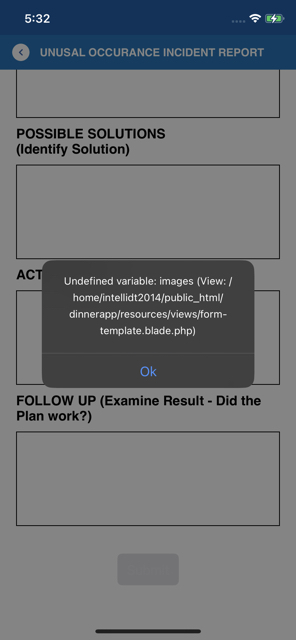 5:32
UNUSAL OCCURANCE INCIDENT REPORT
POSSIBLE SOLUTIONS
(Identify Solution)
ACT
Undefined variable: images (View: /
home/intellidt2014/public_html/
dinnerapp/resources/views/form-
template.blade.php)
Ok
FOLLOW UP (Examine Result - Did the
Plan work?)